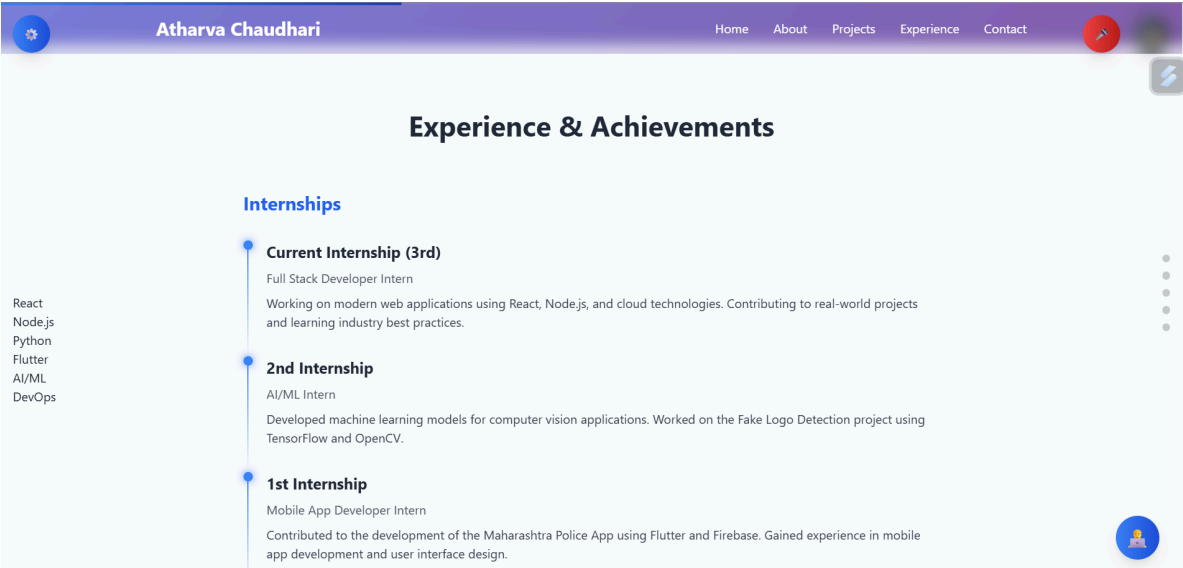 Atharva Chaudhari
Home About Projects Experience Contact
Experience & Achievements
Internships
Current Internship (3rd)
Full Stack Developer Intern
Working on modern web applications using React, Node.js, and cloud technologies. Contributing to real-world projects
and learning industry best practices.
2nd Internship
AI/ML Intern
Developed machine learning models for computer vision applications. Worked on the Fake Logo Detection project using
TensorFlow and OpenCV.
1st Internship
Mobile App Developer Intern
Contributed to the development of the Maharashtra Police App using Flutter and Firebase. Gained experience in mobile
app development and user interface design.
React
Node.js
Python
Flutter
AI/ML
DevOps